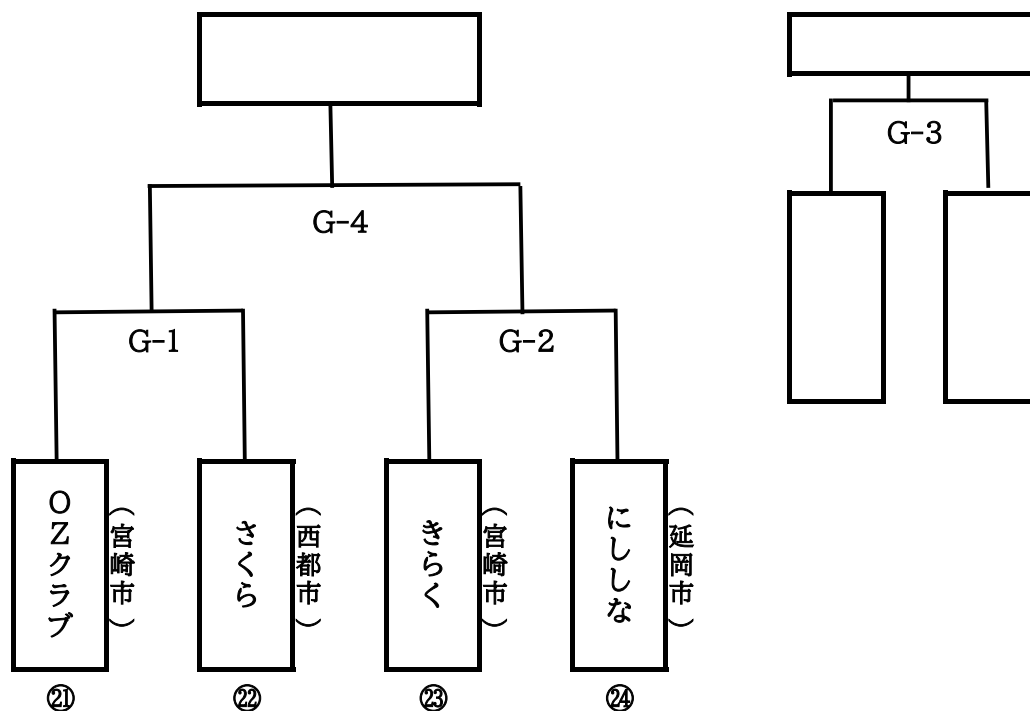 G-3
G-4
G-1
G-2
OZクラブ
(宮崎市)
さくら
(西都市)
きらく
(宮崎市)
にししな
(延岡市)
㉑
㉒
㉓
㉔